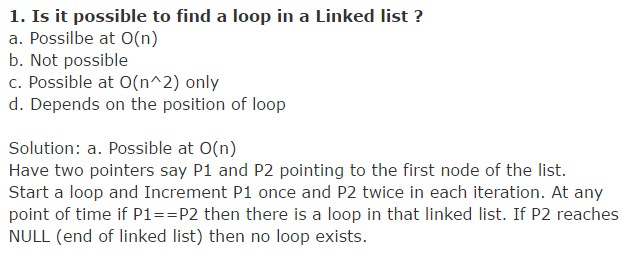 1. Is it possible to find a loop in a Linked list ?
a. Possilbe at O(n)
b. Not possible
c. Possible at O(n^2) only
d. Depends on the position of loop
Solution: a. Possible at O(n)
Have two pointers say P1 and P2 pointing to the first node of the list.
Start a loop and Increment P1 once and P2 twice in each iteration. At any
point of time if P1==P2 then there is a loop in that linked list. If P2 reaches
NULL (end of linked list) then no loop exists.